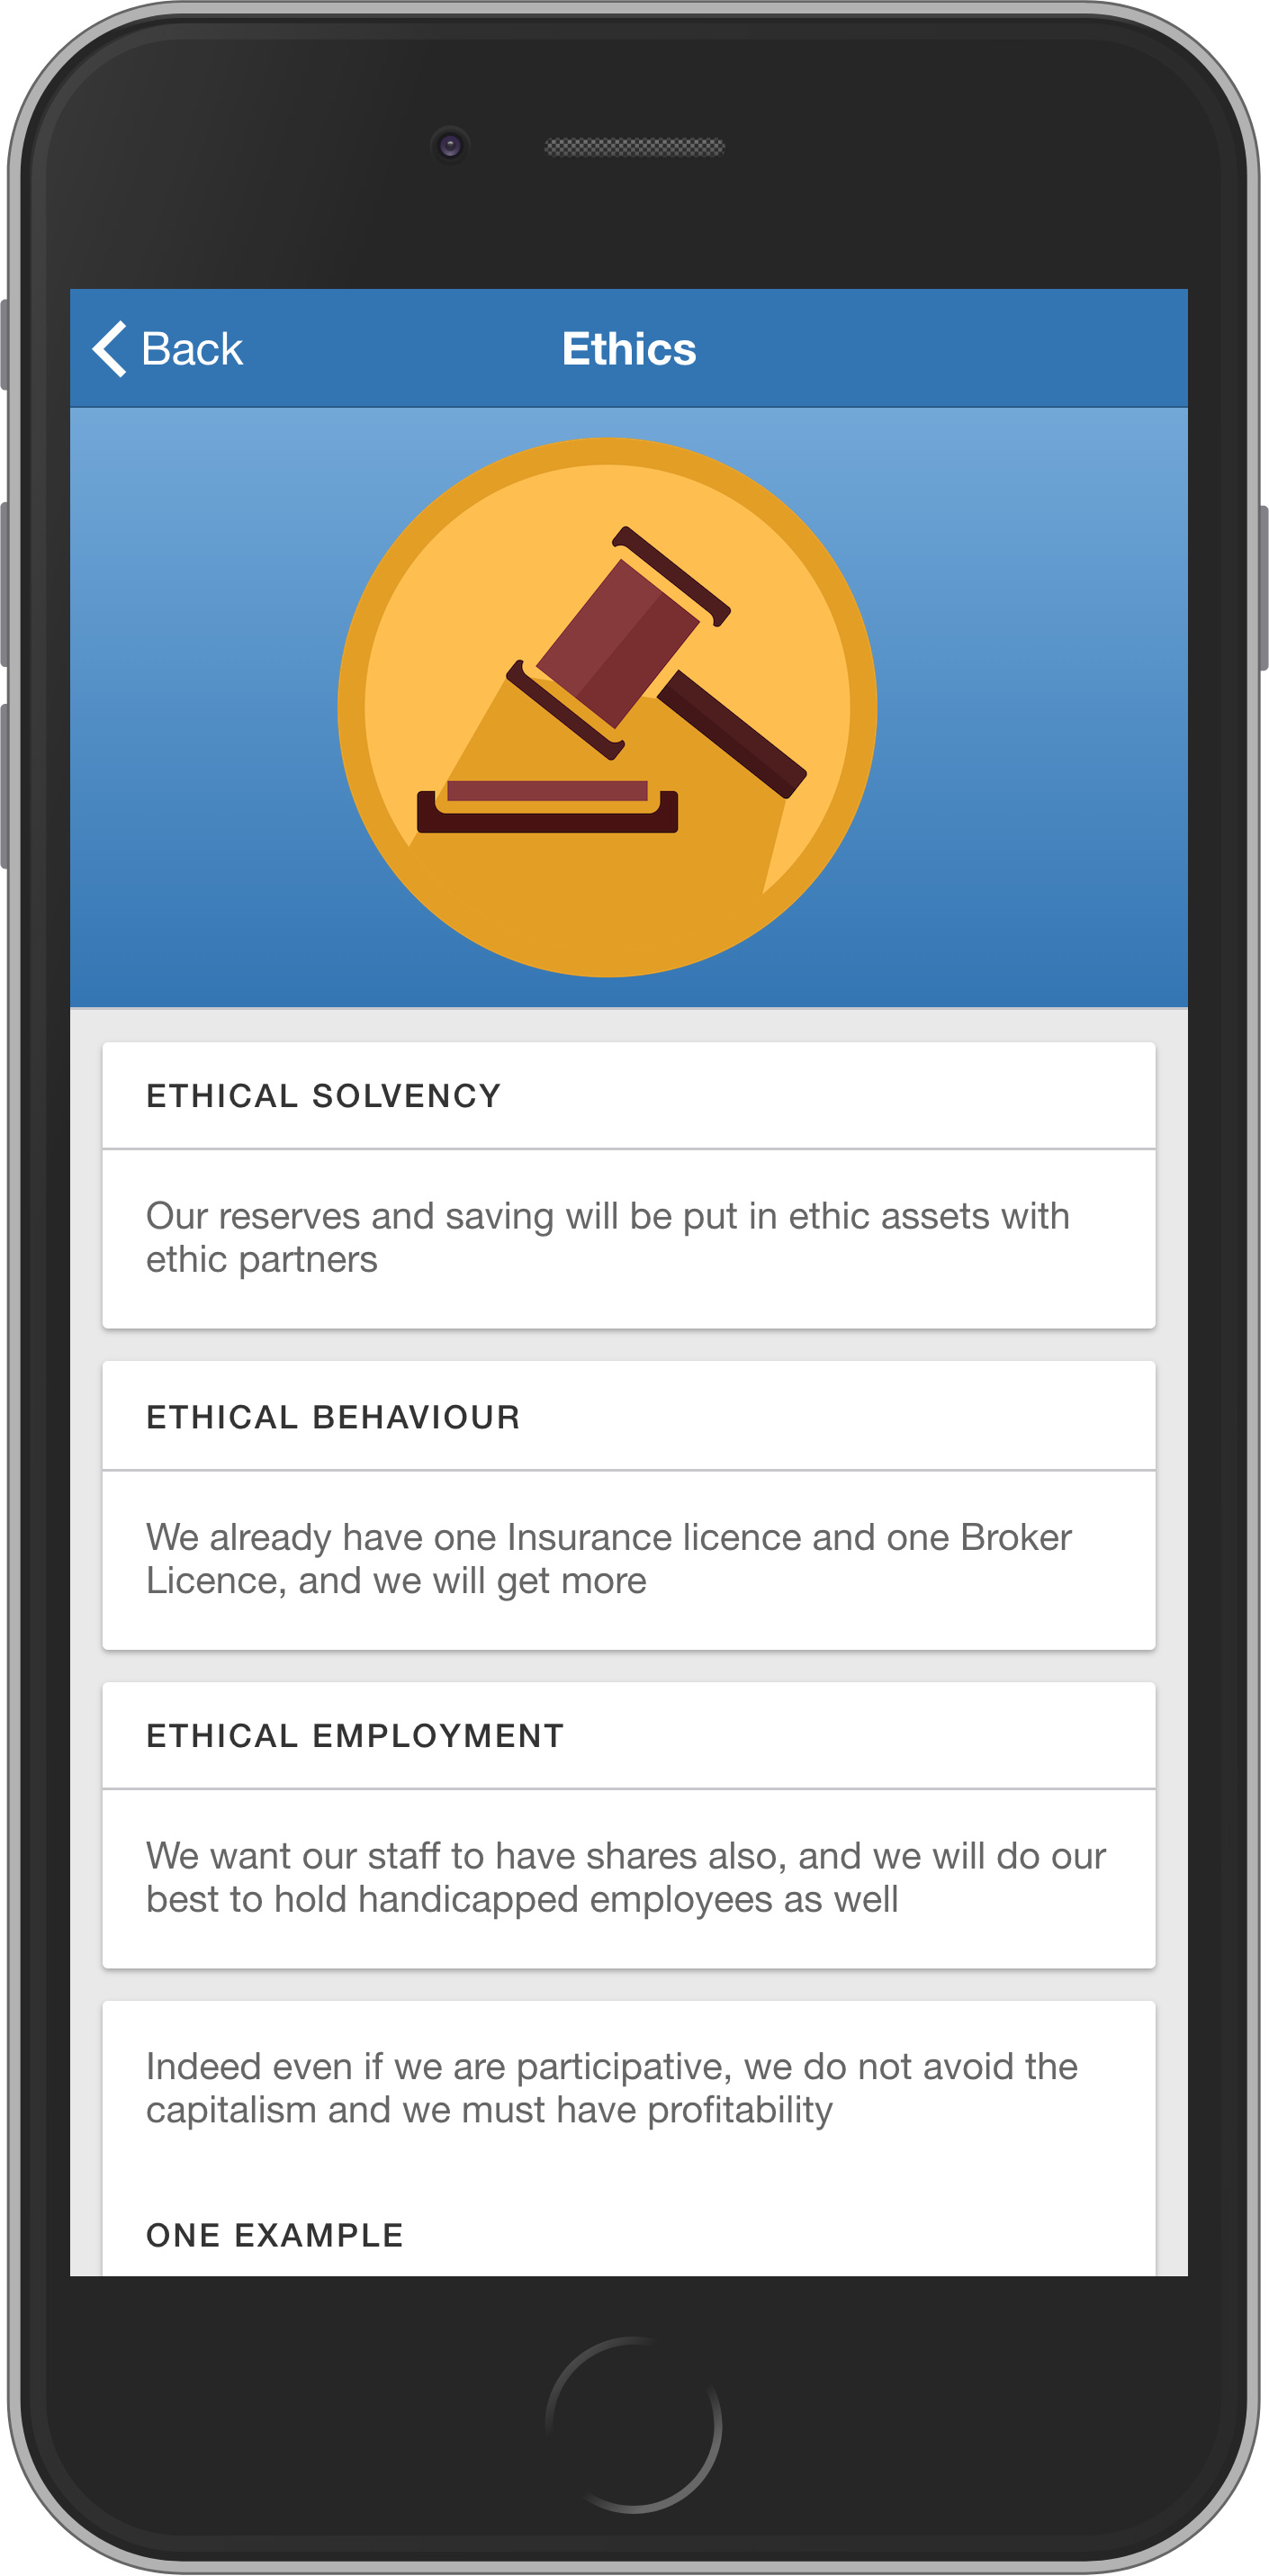 Back
Ethics
ETHICAL SOLVENCY
Our reserves and saving will be put in ethic assets with
ethic partners
ETHICAL BEHAVIOUR
We already have one Insurance licence and one Broker
Licence, and we will get more
ETHICAL EMPLOYMENT
We want our staff to have shares also, and we will do our
best to hold handicapped employees as well
Indeed even if we are participative, we do not avoid the
capitalism and we must have profitability
ONE EXAMPLE